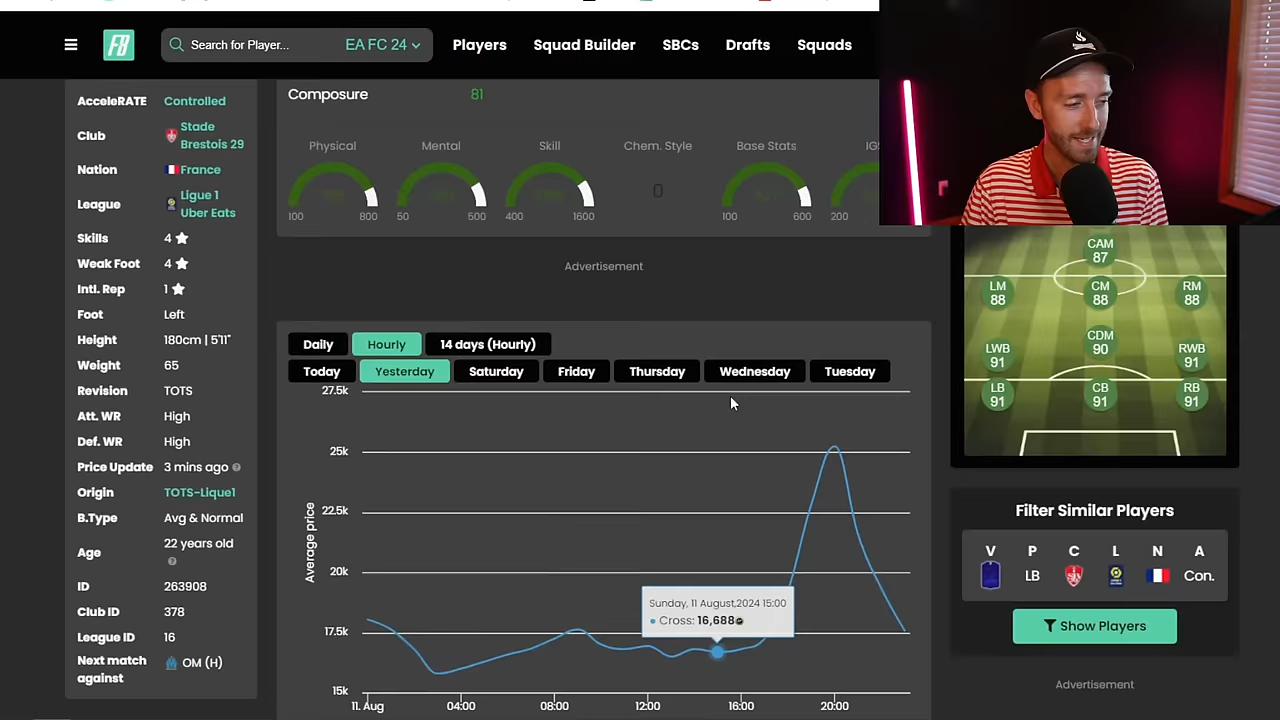 FB
Search for Player...
EA FC 24
Players
Squad Builder
SBCs
Drafts
Squads
AcceleRATE Controlled
Club Stade Brestois 29
Nation France
League Ligue 1 Uber Eats
Skills 4
Weak Foot 4
Intl. Rep 1
Foot Left
Height 180cm | 5'11"
Weight 65
Revision TOTS
Att. WR High
Def. WR High
Price Update 3 mins ago
Origin TOTS-Lique1
B.Type Avg & Normal
Age 22 years old
ID 263908
Club ID 378
League ID 16
Next match against OM (H)
Composure 81
Physical Mental Skill Chem. Style Base Stats IGS
100 800 50 500 400 1600 0 100 600 200
Advertisement
Daily Hourly 14 days (Hourly)
Today Yesterday Saturday Friday Thursday Wednesday Tuesday
27.5k
25k
22.5k
20k
17.5k
15k
Average price
Sunday, 11 August,2024 15:00
Cross: 16,688
11. Aug 04:00 08:00 12:00 16:00 20:00
CAM
87
LM CM RM
88 88 88
CDM
90
LWB RWB
91 91
LB CB RB
91 91 91
Filter Similar Players
V P C L N A
LB Con.
Show Players
Advertisement